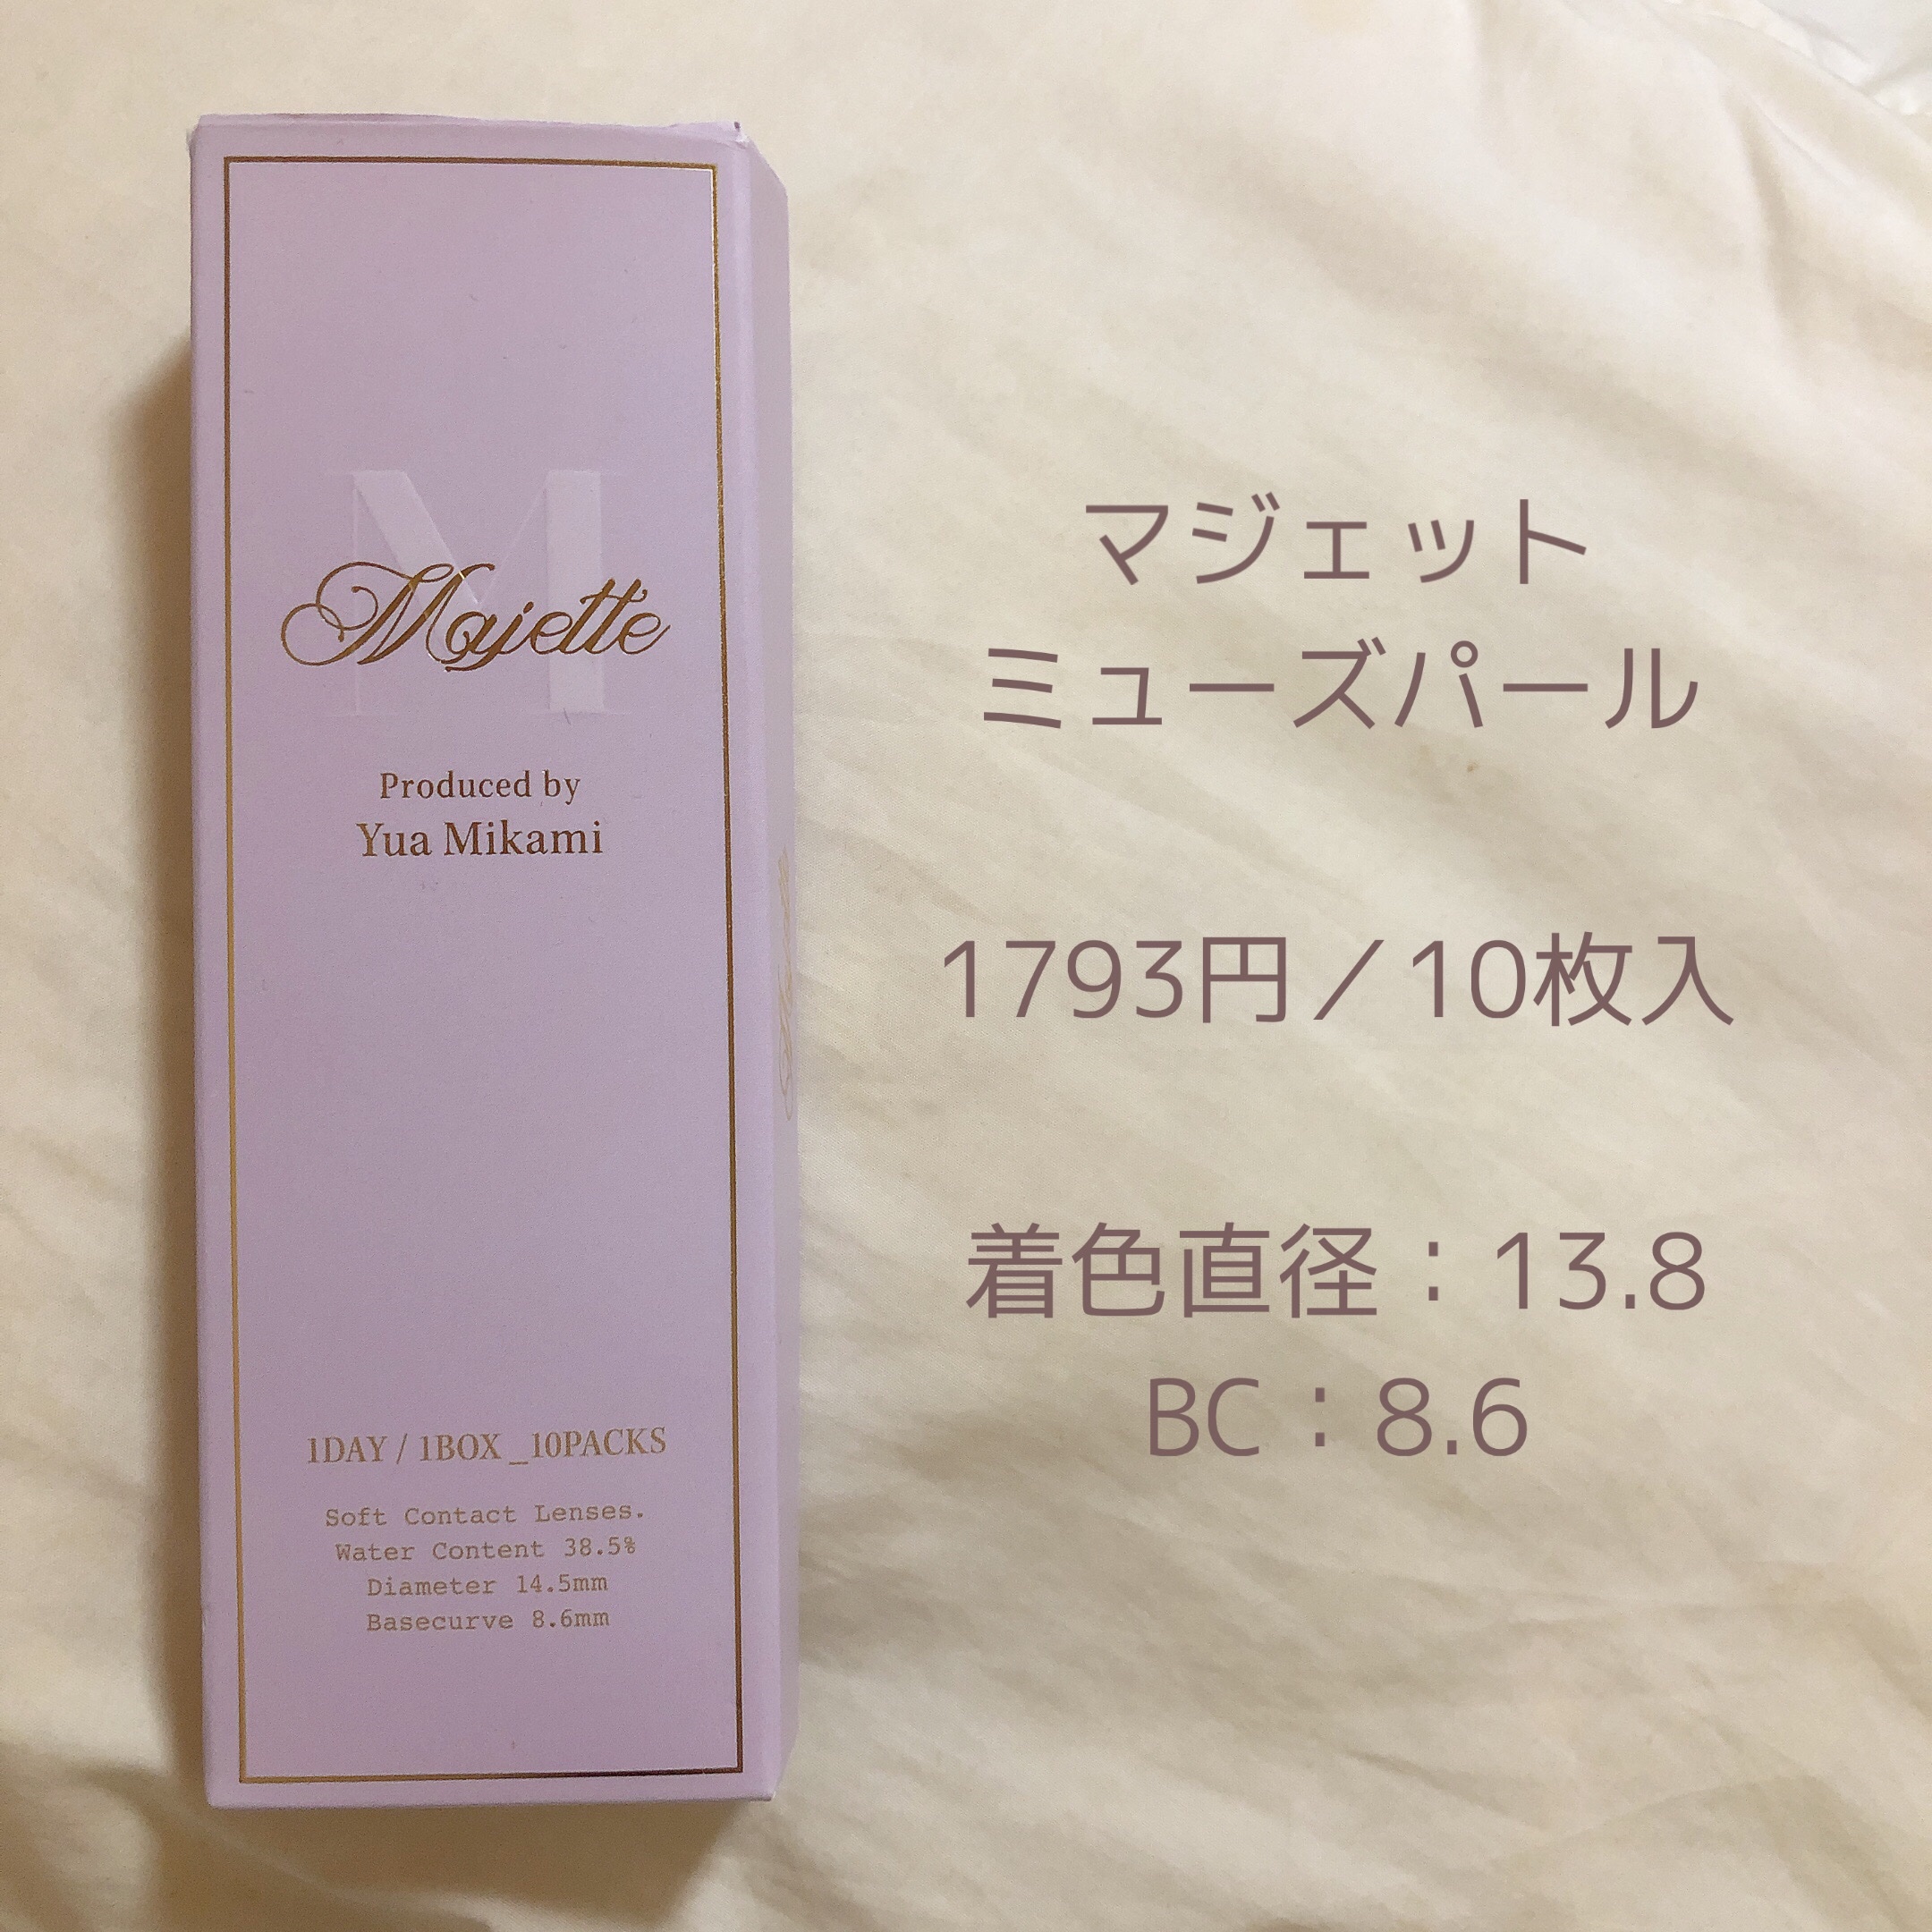 M
Majette
Produced by
Yua Mikami
1DAY / 1BOX _10PACKS
Soft Contact Lenses.
Water Content 38.5%
Diameter 14.5mm
Basecurve 8.6mm
マジェット
ミューズパール
1793円／10枚入
着色直径：13.8
BC：8.6